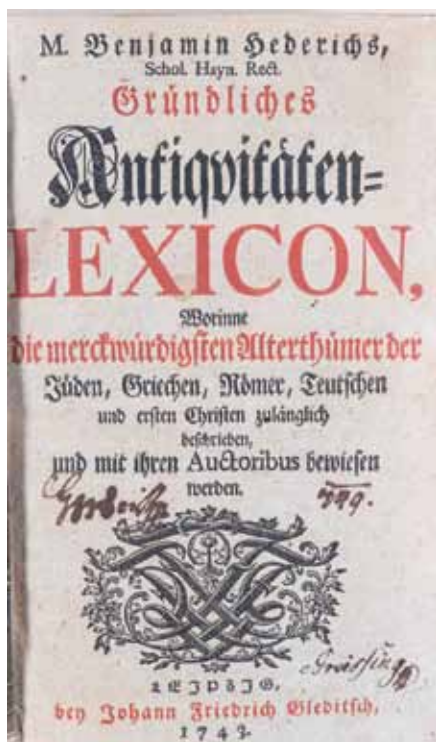 M. Benjamin Hederichs,
Schol. Hayn. Rect.
Gründliches
Antiqvitäten=
LEXICON,
Worinne
die merckwürdigsten Alterthümer der
Jüden, Griechen, Römer, Teutschen
und ersten Christen zulänglich
beschrieben,
und mit ihren Auctoribus bewiesen
werden.
LEIPZIG,
bey Johann Friedrich Gleditsch,
1743.